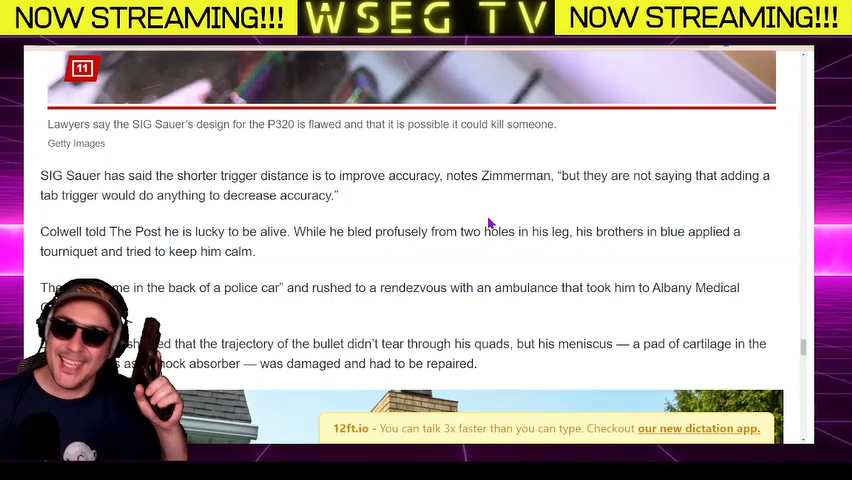 NOW STREAMING!!! WSEG TV NOW STREAMING!!!
11
Lawyers say the SIG Sauer's design for the P320 is flawed and that it is possible it could kill someone.
Getty Images
SIG Sauer has said the shorter trigger distance is to improve accuracy, notes Zimmerman, “but they are not saying that adding a
tab trigger would do anything to decrease accuracy.”
Colwell told The Post he is lucky to be alive. While he bled profusely from two holes in his leg, his brothers in blue applied a
tourniquet and tried to keep him calm.
me in the back of a police car” and rushed to a rendezvous with an ambulance that took him to Albany Medical
that the trajectory of the bullet didn’t tear through his quads, but his meniscus — a pad of cartilage in the
absorber — was damaged and had to be repaired.
12ft.io - You can talk 3x faster than you can type. Checkout our new dictation app.